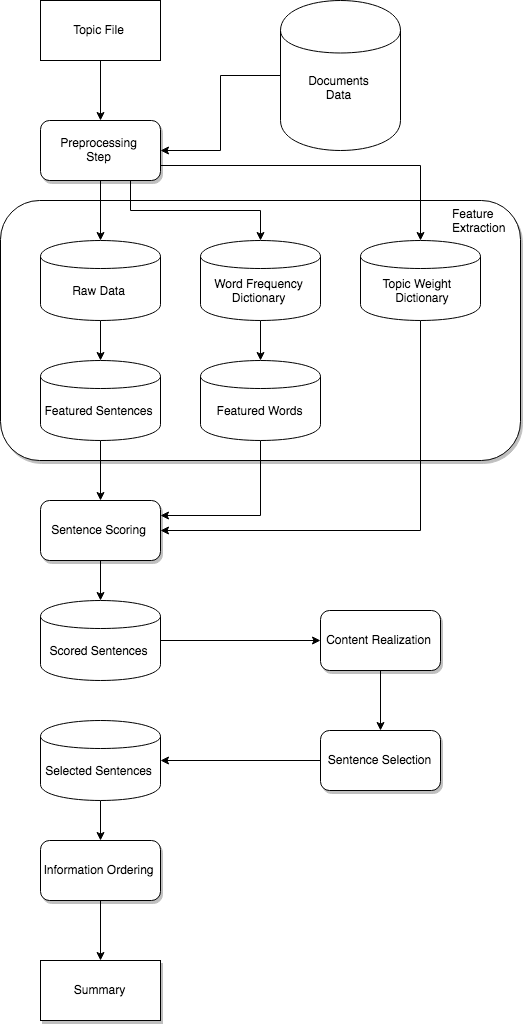 Topic File
Documents
Data
Preprocessing
Step
Feature
Extraction
Raw Data
Word Frequency
Dictionary
Topic Weight
Dictionary
Featured Sentences
Featured Words
Sentence Scoring
Scored Sentences
Content Realization
Selected Sentences
Sentence Selection
Information Ordering
Summary